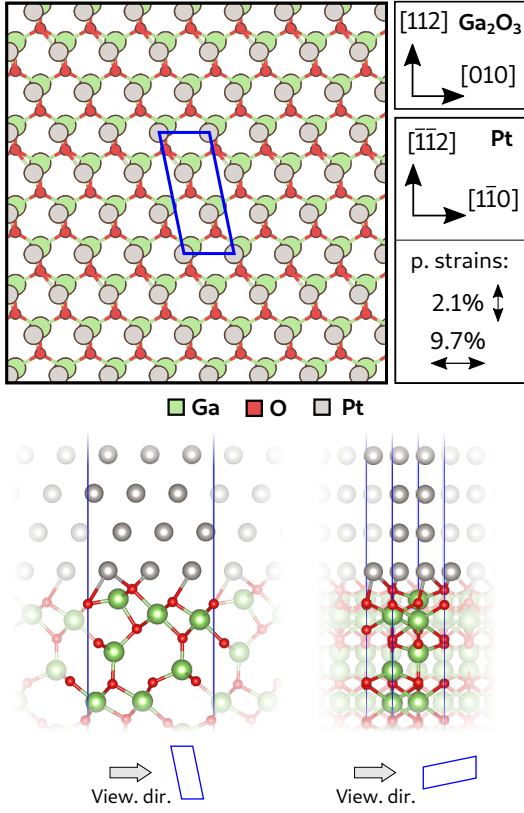 [112] Ga₂O₃
[010]
[1̅1̅2] Pt
[11̅0]
p. strains:
2.1%
9.7%
Ga O Pt
View. dir. View. dir.